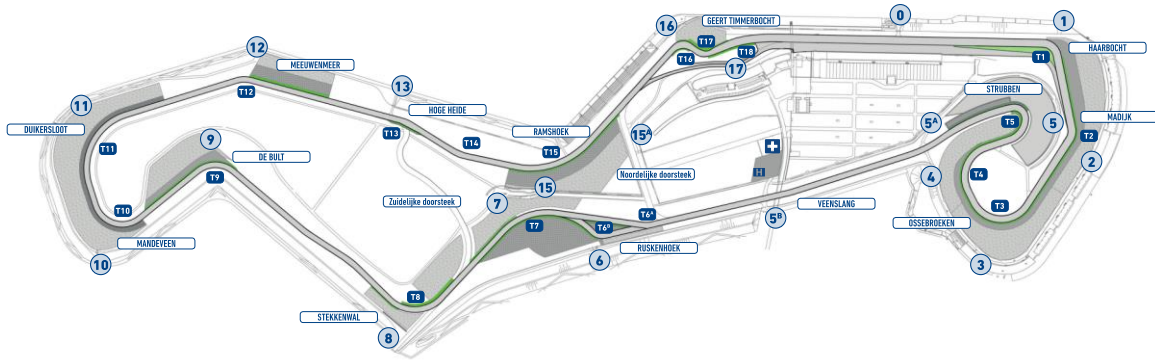 0
1
16
GEERT TIMMERBOCHT
T17
T18
T16
17
HAARBOCHT
T1
12
MEEUWENMEER
T12
13
HOGE HEIDE
STRUBBEN
11
DUIKERSLOOT
T11
9
DE BULT
T9
T13
T14
RAMSHOEK
T15
15A
5A
T5
5
MADIJK
T2
2
H
Noordelijke doorsteek
15
4
T4
T10
Zuidelijke doorsteek
7
T7
T6B
T6A
VEENSLANG
5B
T3
OSSEBROEKEN
MANDEVEEN
10
RUSKENHOEK
6
3
T8
STEKKENWAL
8